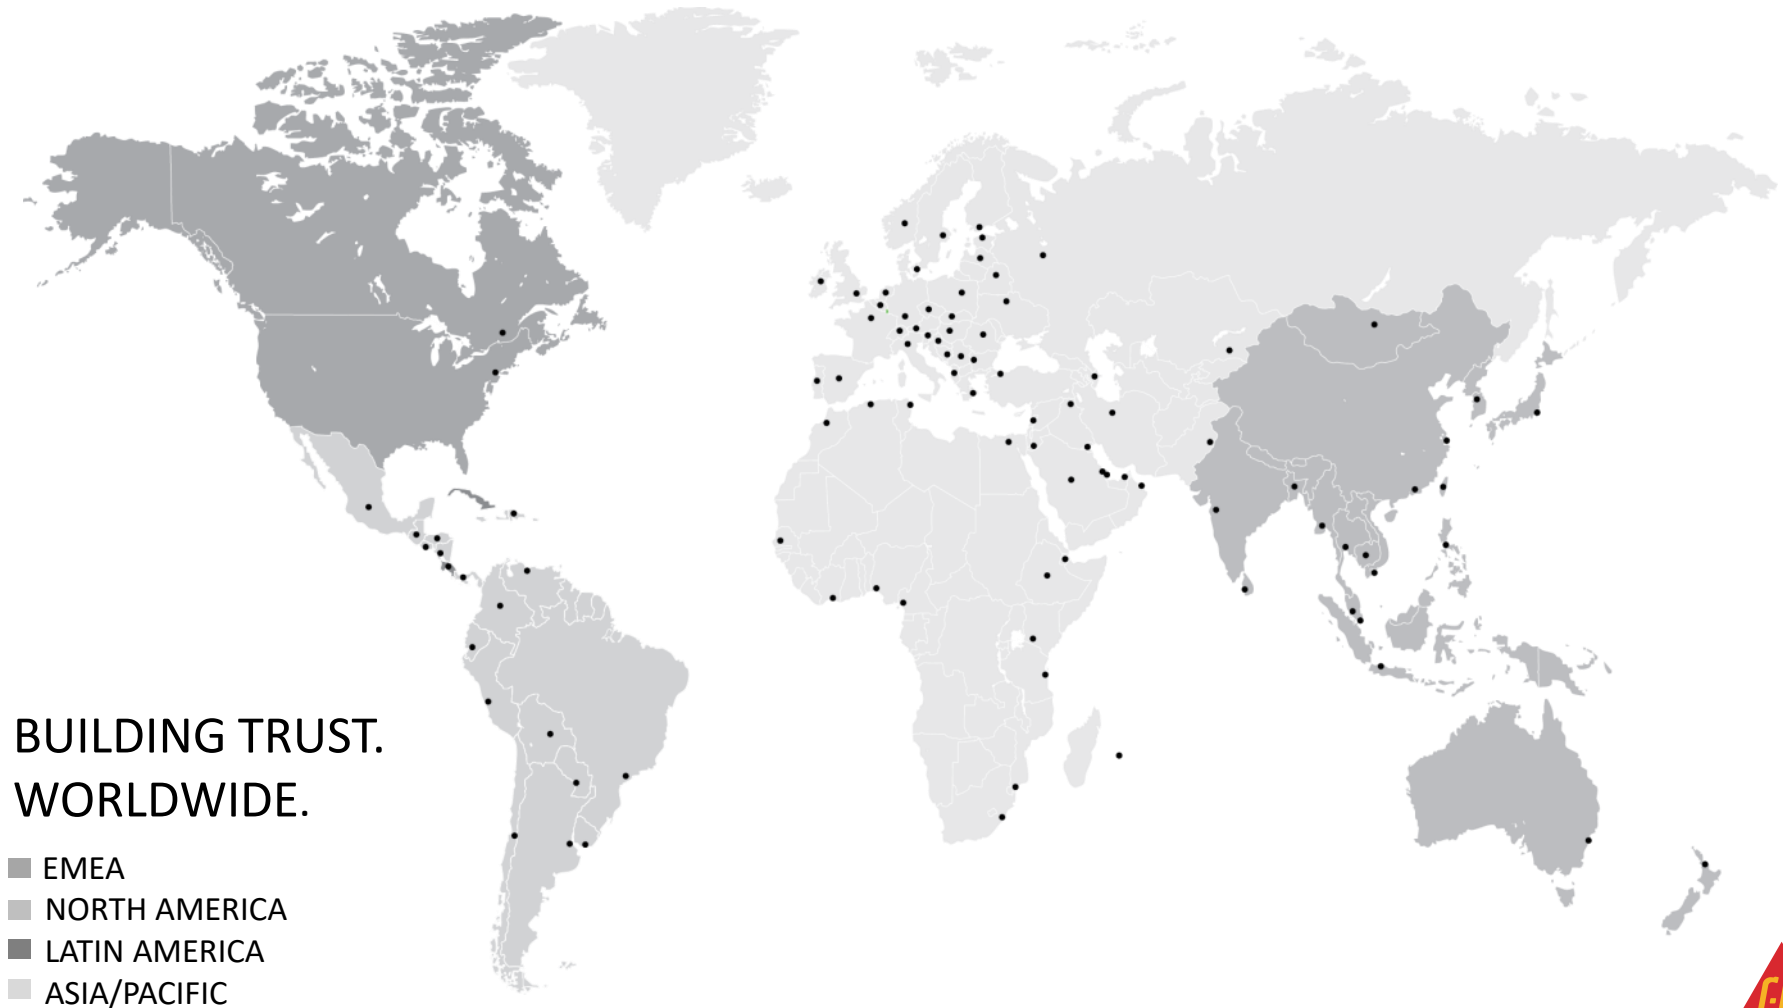 BUILDING TRUST.
WORLDWIDE.
EMEA
NORTH AMERICA
LATIN AMERICA
ASIA/PACIFIC